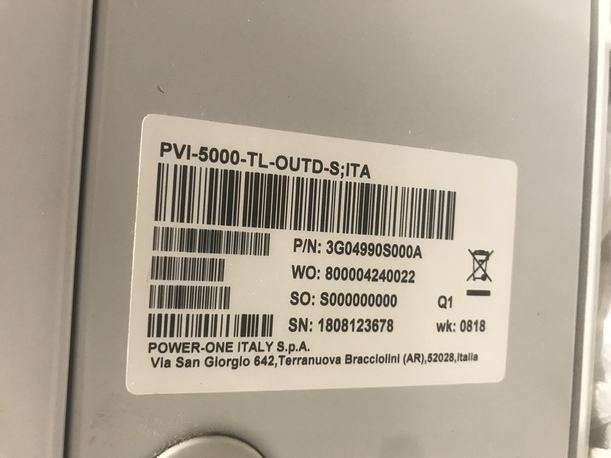 PVI-5000-TL-OUTD-S;ITA
P/N: 3G04990S000A
WO: 800004240022
SO: S000000000 Q1
SN: 1808123678 wk: 0818
POWER-ONE ITALY S.p.A.
Via San Giorgio 642,Terranuova Bracciolini (AR),52028,Italia